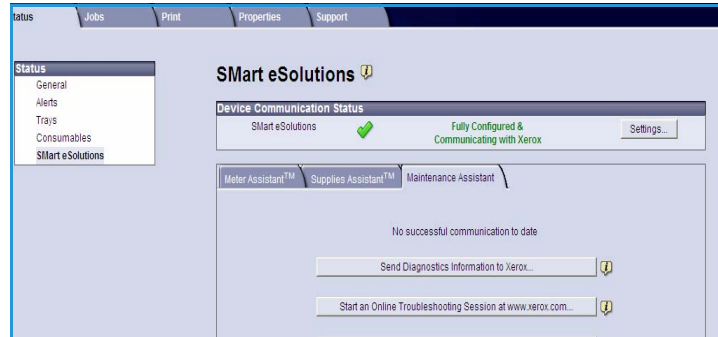 tatus Jobs Print Properties Support
Status
General
Alerts
Trays
Consumables
SMart eSolutions
SMart eSolutions
Device Communication Status
SMart eSolutions Fully Configured & Communicating with Xerox Settings...
Meter Assistant™ Supplies Assistant™ Maintenance Assistant
No successful communication to date
Send Diagnostics Information to Xerox...
Start an Online Troubleshooting Session at www.xerox.com...